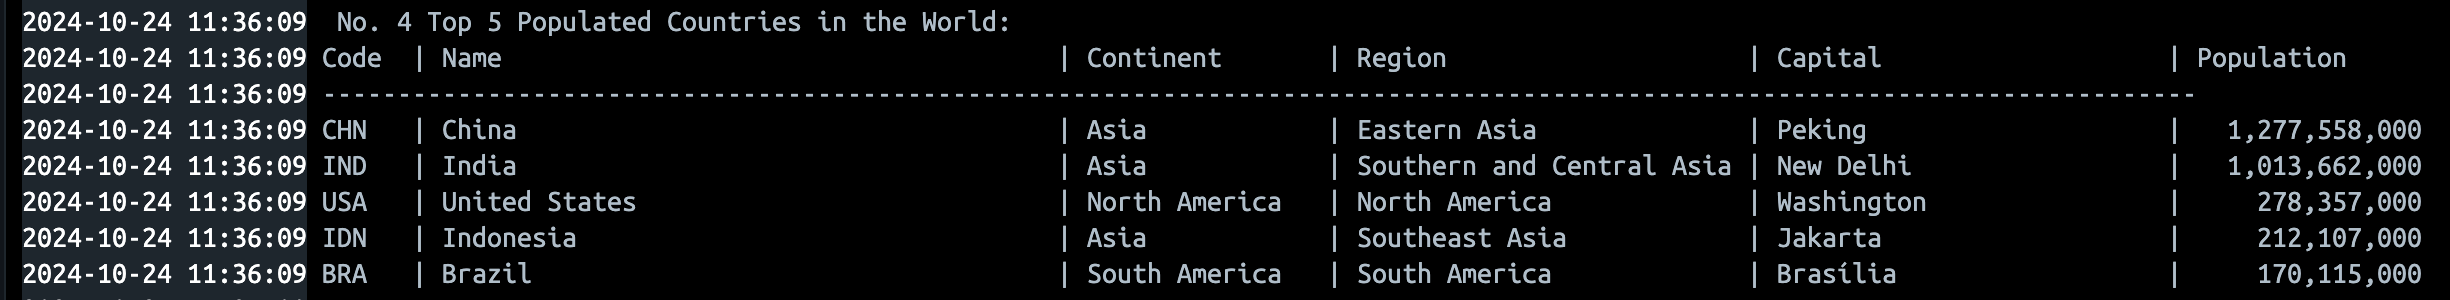 2024-10-24 11:36:09 No. 4 Top 5 Populated Countries in the World:
2024-10-24 11:36:09 Code | Name | Continent | Region | Capital | Population
2024-10-24 11:36:09 -----------------------------------------------------------------------------------------------------------------------------
2024-10-24 11:36:09 CHN | China | Asia | Eastern Asia | Peking | 1,277,558,000
2024-10-24 11:36:09 IND | India | Asia | Southern and Central Asia | New Delhi | 1,013,662,000
2024-10-24 11:36:09 USA | United States | North America | North America | Washington | 278,357,000
2024-10-24 11:36:09 IDN | Indonesia | Asia | Southeast Asia | Jakarta | 212,107,000
2024-10-24 11:36:09 BRA | Brazil | South America | South America | Brasília | 170,115,000